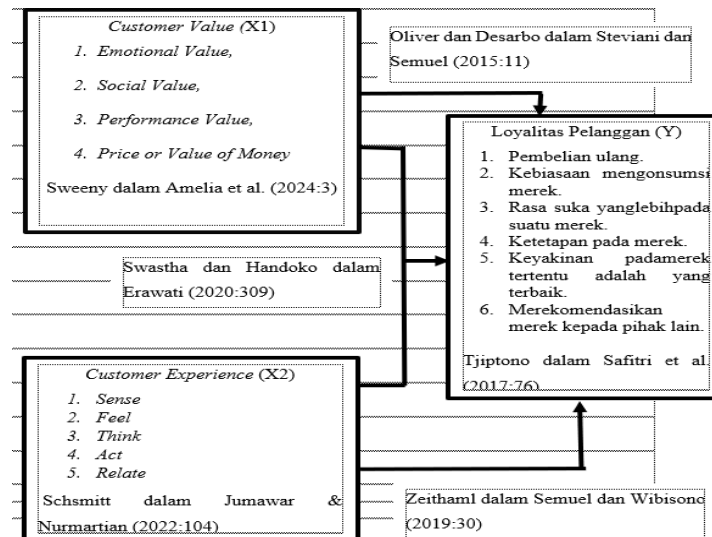 Customer Value (X1)
1. Emotional Value,
2. Social Value,
3. Performance Value,
4. Price or Value of Money
Sweeny dalam Amelia et al. (2024:3)
Oliver dan Desarbo dalam Steviani dan
Semuel (2015:11)
Swastha dan Handoko dalam
Erawati (2020:309)
Loyalitas Pelanggan (Y)
1. Pembelian ulang.
2. Kebiasaan mengonsumsi
merek.
3. Rasa suka yanglebihpada
suatu merek.
4. Ketetapan pada merek.
5. Keyakinan padamerek
tertentu adalah yang
terbaik.
6. Merekomendasikan
merek kepada pihak lain.
Tjiptono dalam Safitri et al.
(2017:76)
Customer Experience (X2)
1. Sense
2. Feel
3. Think
4. Act
5. Relate
Schsmitt dalam Jumawar &
Nurmartian (2022:104)
Zeithaml dalam Semuel dan Wibisono
(2019:30)